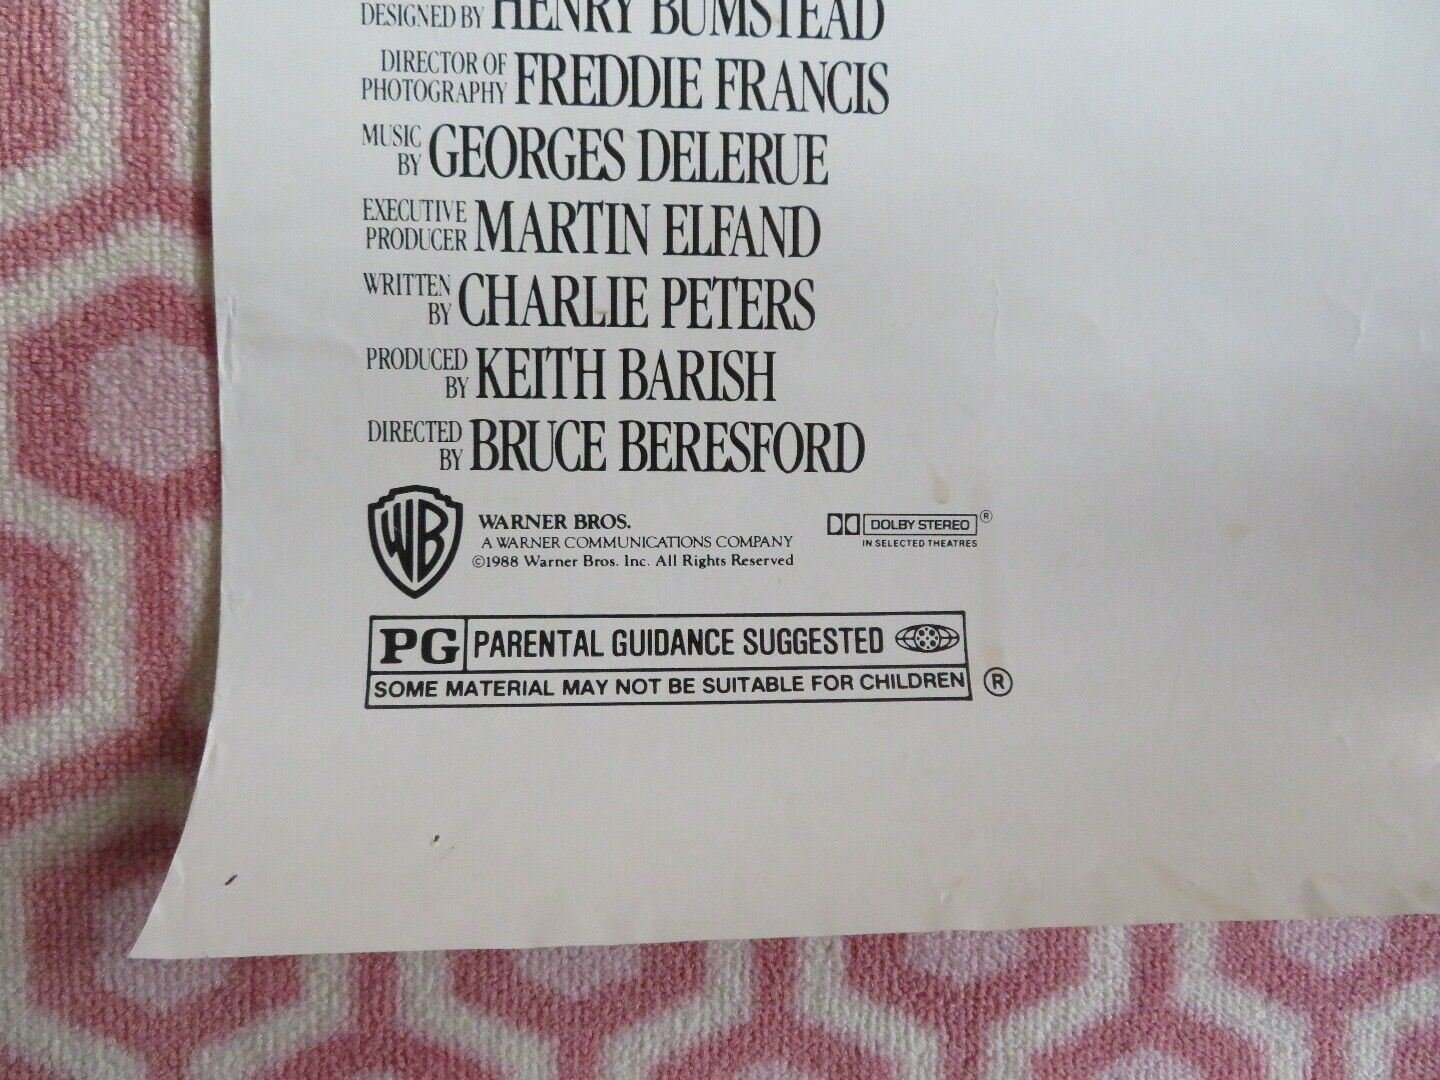 DESIGNED BY HENRY BUMSTEAD
DIRECTOR OF PHOTOGRAPHY FREDDIE FRANCIS
MUSIC BY GEORGES DELERUE
EXECUTIVE PRODUCER MARTIN ELFAND
WRITTEN BY CHARLIE PETERS
PRODUCED BY KEITH BARISH
DIRECTED BY BRUCE BERESFORD
WB WARNER BROS.
A WARNER COMMUNICATIONS COMPANY
©1988 Warner Bros. Inc. All Rights Reserved
DOLBY STEREO ®
IN SELECTED THEATRES
PG PARENTAL GUIDANCE SUGGESTED
SOME MATERIAL MAY NOT BE SUITABLE FOR CHILDREN ®